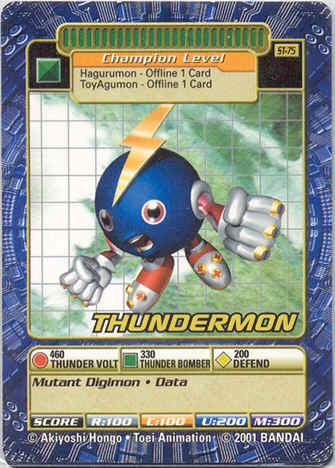 ST-75
Champion Level
Hagurumon - Offline 1 Card
ToyAgumon - Offline 1 Card
THUNDERMON
460 THUNDER VOLT 330 THUNDER BOMBER 200 DEFEND
Mutant Digimon • Data
SCORE R:100 C:100 U:200 M:300
© Akiyoshi Hongo • Toei Animation © 2001 BANDAI